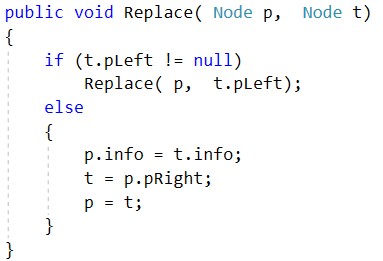 public void Replace( Node p,  Node t)
{
if (t.pLeft != null)
Replace( p,  t.pLeft);
else
{
p.info = t.info;
t = p.pRight;
p = t;
}
}